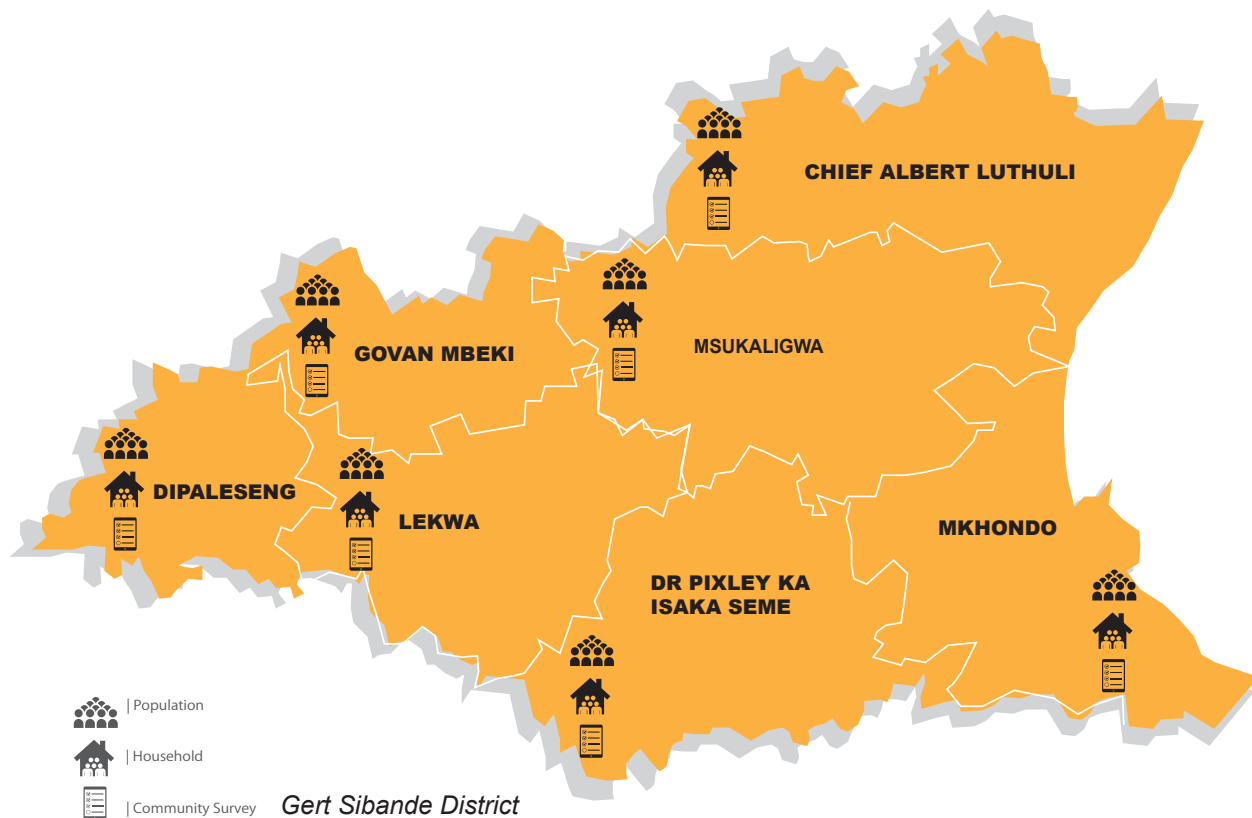 CHIEF ALBERT LUTHULI
MSUKALIGWA
GOVAN MBEKI
DIPALESENG
LEKWA
MKHONDO
DR PIXLEY KA
ISAKA SEME
| Population
| Household
| Community Survey
Gert Sibande District